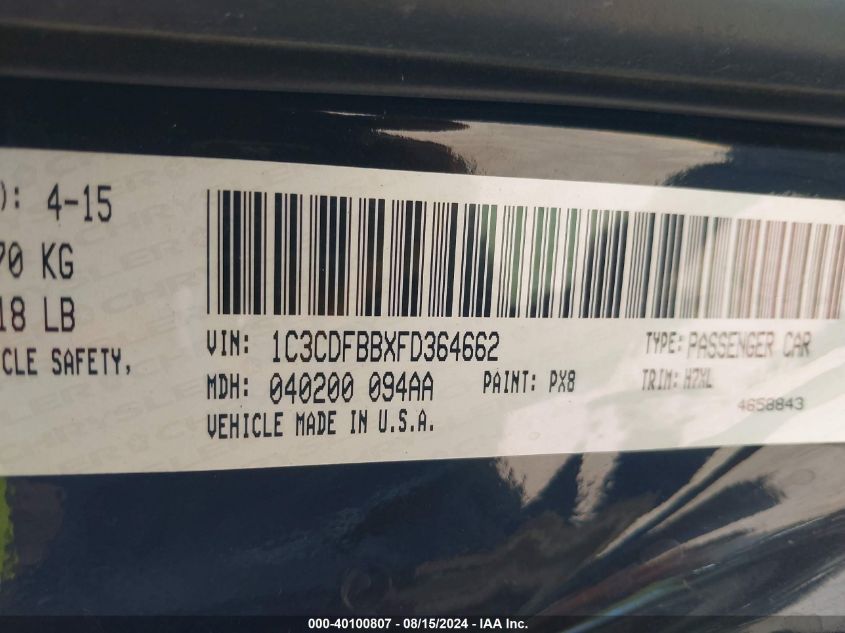 ): 4-15
70 KG
18 LB
ICLE SAFETY,
VIN: 1C3CDFBBXFD364662 TYPE: PASSENGER CAR
MDH: 040200 094AA PAINT: PX8 TRIM: H7XL
4658843
VEHICLE MADE IN U.S.A.
000-40100807 - 08/15/2024 - IAA Inc.